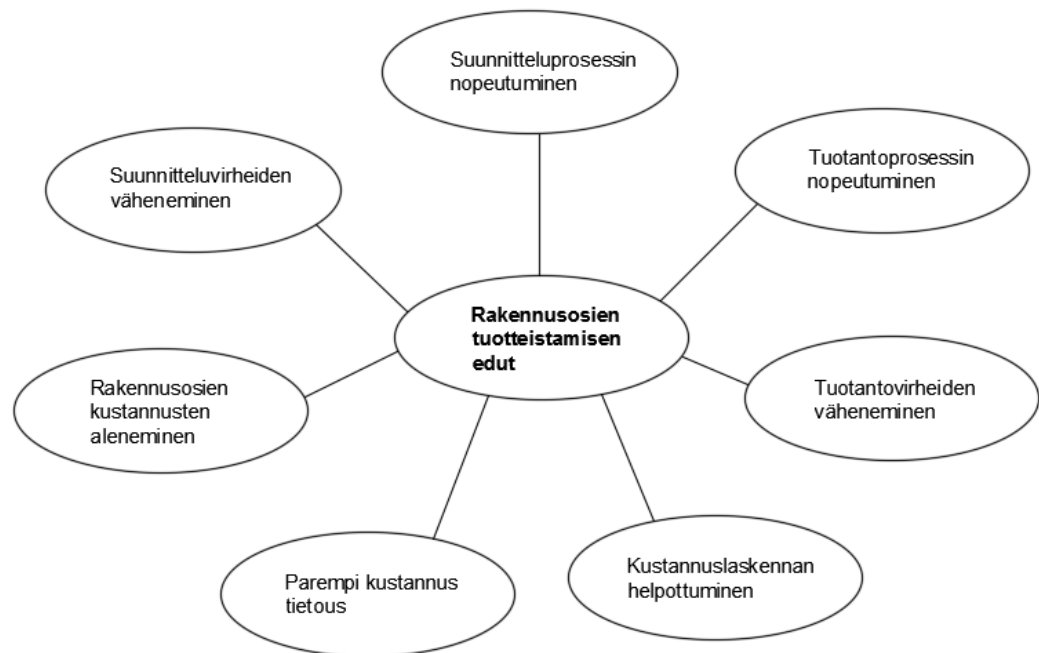 Suunnitteluprosessin
nopeutuminen
Tuotantoprosessin
nopeutuminen
Suunnitteluvirheiden
väheneminen
Rakennusosien
tuotteistamisen
edut
Rakennusosien
kustannusten
aleneminen
Tuotantovirheiden
väheneminen
Parempi kustannus
tietous
Kustannuslaskennan
helpottuminen